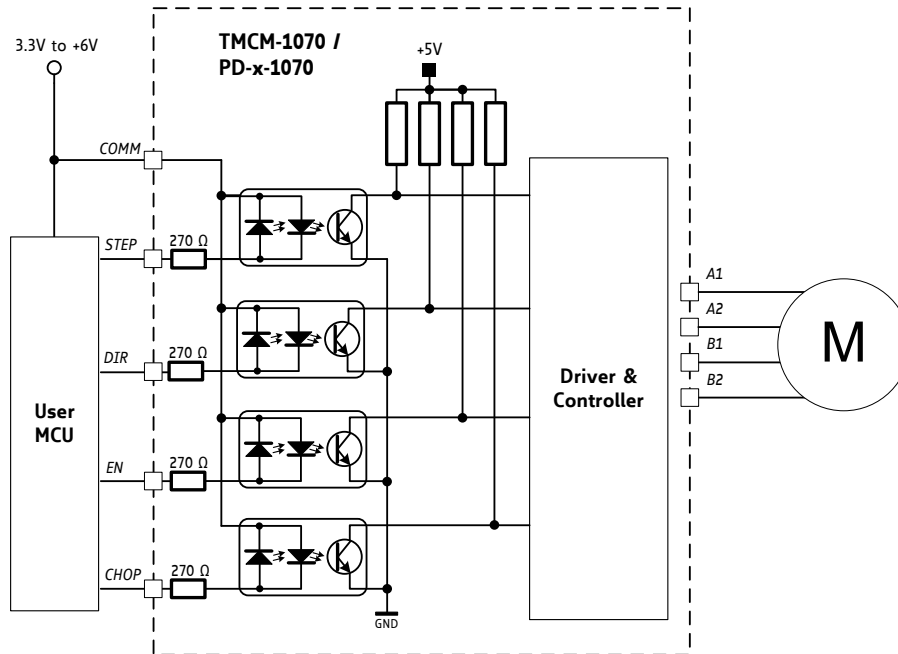 3.3V to +6V
TMCM-1070 /
PD-x-1070
+5V
COMM
STEP
270 Ω
DIR
270 Ω
EN
270 Ω
CHOP
270 Ω
User
MCU
GND
Driver &
Controller
A1
A2
B1
B2
M